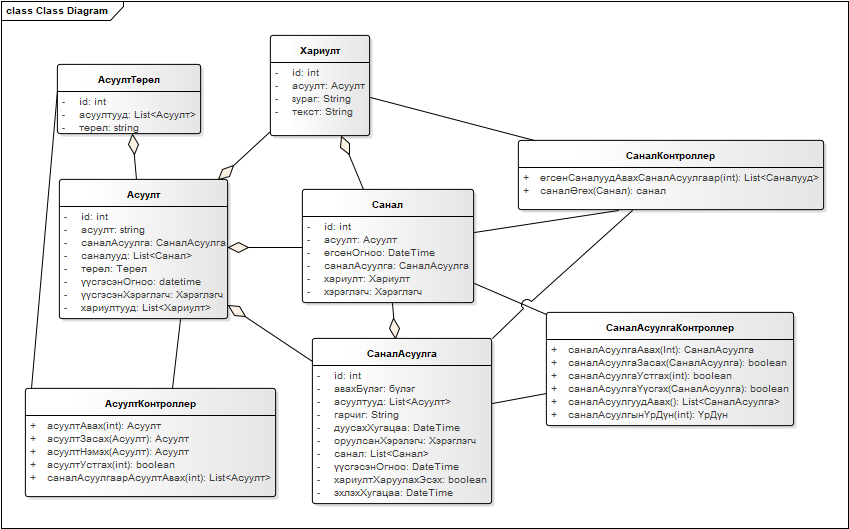 class Class Diagram
Хариулт
- id: int
- асуулт: Асуулт
- зураг: String
- текст: String
АсуултТөрөл
- id: int
- асуултууд: List<Асуулт>
- төрөл: string
СаналКонтроллер
+ өгсөнСаналуудАвахСаналАсуулгаар(int): List<Саналууд>
+ саналӨгөх(Санал): санал
Асуулт
- id: int
- асуулт: string
- саналАсуулга: СаналАсуулга
- саналууд: List<Санал>
- төрөл: Төрөл
- үүсгэсэнОгноо: datetime
- үүсгэсэнХэрэглэгч: Хэрэглэгч
- хариултууд: List<Хариулт>
Санал
- id: int
- асуулт: Асуулт
- өгсөнОгноо: DateTime
- саналАсуулга: СаналАсуулга
- хариулт: Хариулт
- хэрэглэгч: Хэрэглэгч
СаналАсуулгаКонтроллер
+ саналАсуулгаАвах(Int): СаналАсуулга
+ саналАсуулгаЗасах(СаналАсуулга): boolean
+ саналАсуулгаУстгах(int): boolean
+ саналАсуулгаҮүсгэх(СаналАсуулга): boolean
+ саналАсуулгуудАвах(): List<СаналАсуулга>
+ саналАсуулгынҮрДүн(int): ҮрДүн
СаналАсуулга
- id: int
- авахБүлэг: бүлэг
- асуултууд: List<Асуулт>
- гарчиг: String
- дуусахХугацаа: DateTime
- оруулсанХэрэлэгч: Хэрэглэгч
- санал: List<Санал>
- үүсгэсэнОгноо: DateTime
- хариултХаруулахЭсэх: boolean
- эхлэхХугацаа: DateTime
АсуултКонтроллер
+ асуултАвах(int): Асуулт
+ асуултЗасах(Асуулт): Асуулт
+ асуултНэмэх(Асуулт): Асуулт
+ асуултУстгах(int): boolean
+ саналАсуулгаарАсуултАвах(int): List<Асуулт>